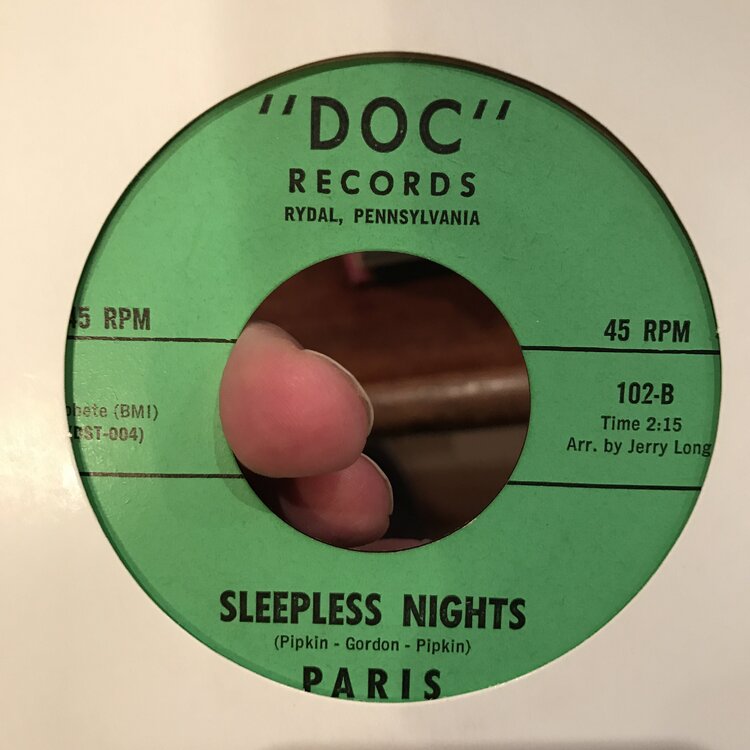 "DOC"
RECORDS
RYDAL, PENNSYLVANIA
45 RPM
45 RPM
(BMI)
102-B
Time 2:15
Arr. by Jerry Long
SLEEPLESS NIGHTS
(Pipkin - Gordon - Pipkin)
PARIS